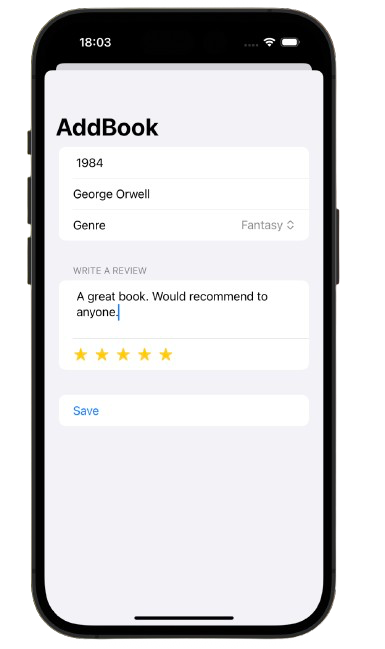 18:03
AddBook
1984
George Orwell
Genre Fantasy
WRITE A REVIEW
A great book. Would recommend to
anyone.
Save